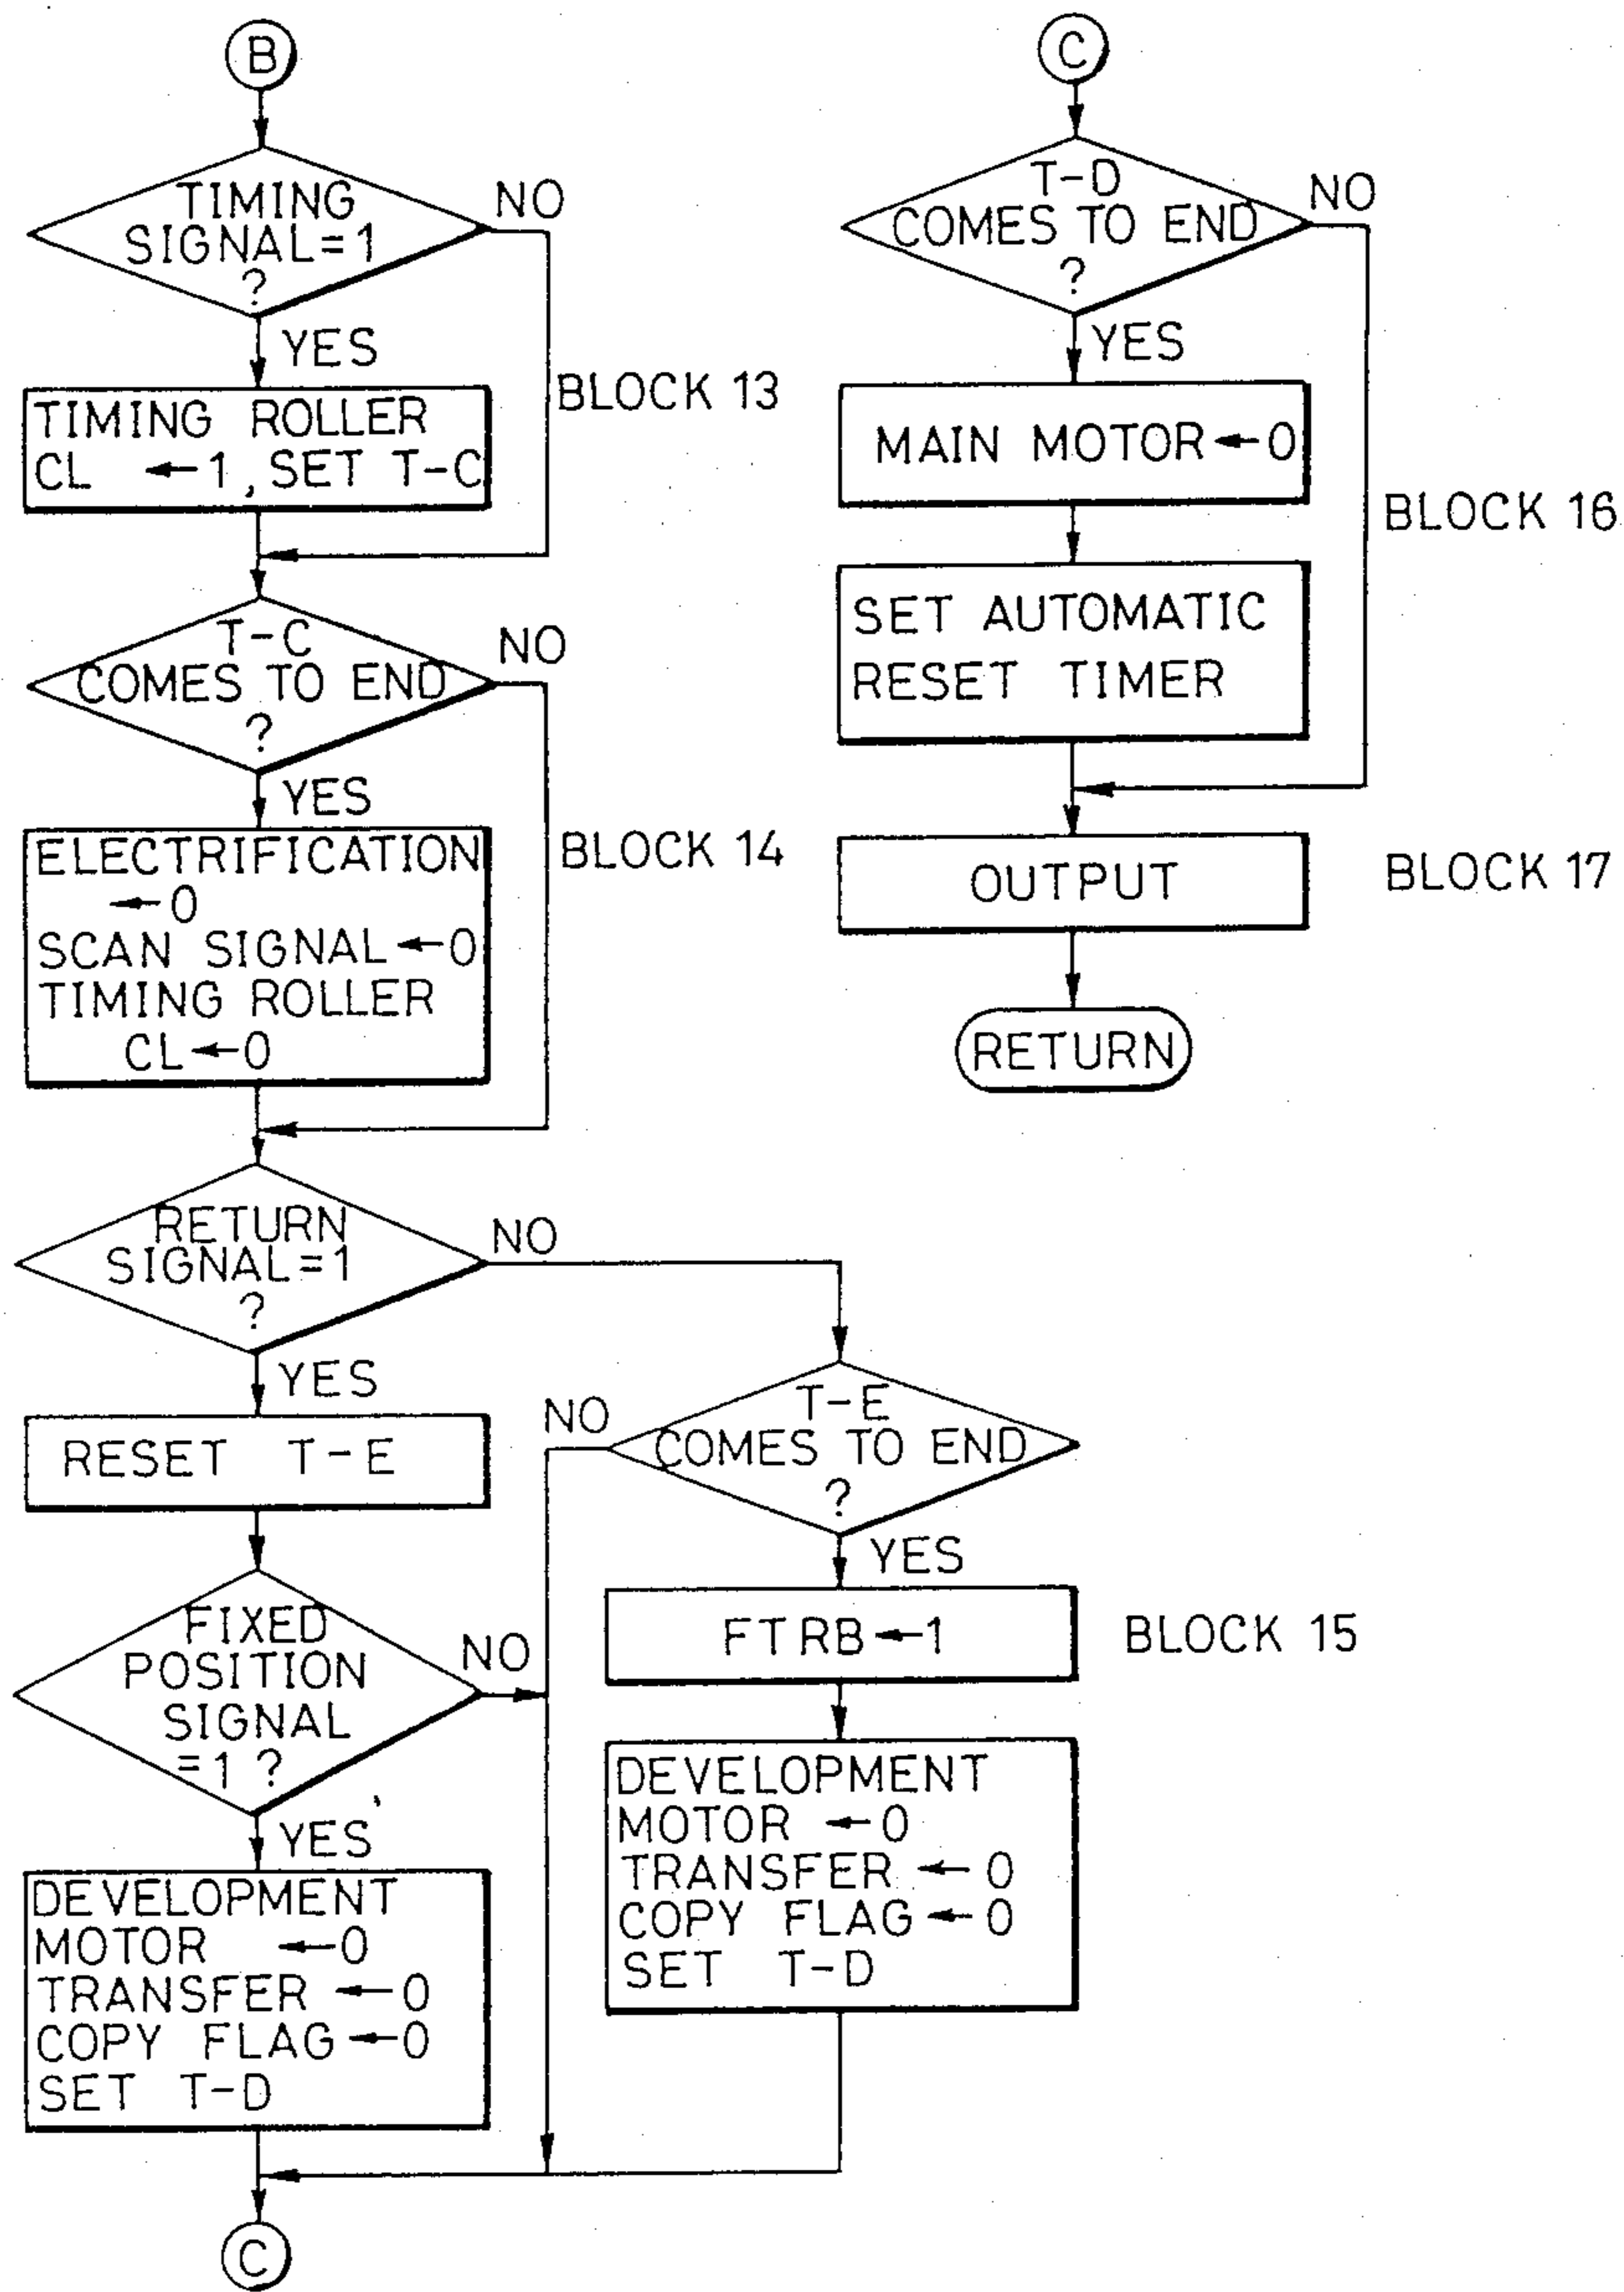 B
TIMING
SIGNAL=1
?
NO
YES
BLOCK 13
TIMING ROLLER
CL ←1, SET T-C
T-C
COMES TO END
?
NO
YES
BLOCK 14
ELECTRIFICATION
←0
SCAN SIGNAL←0
TIMING ROLLER
CL←0
RETURN
SIGNAL=1
?
NO
YES
RESET T-E
FIXED
POSITION
SIGNAL
=1 ?
NO
YES
DEVELOPMENT
MOTOR ←0
TRANSFER ←0
COPY FLAG←0
SET T-D
C
T-E
COMES TO END
?
NO
YES
FTRB←1
BLOCK 15
DEVELOPMENT
MOTOR ←0
TRANSFER ←0
COPY FLAG←0
SET T-D
C
T-D
COMES TO END
?
NO
YES
MAIN MOTOR←0
BLOCK 16
SET AUTOMATIC
RESET TIMER
OUTPUT
BLOCK 17
RETURN